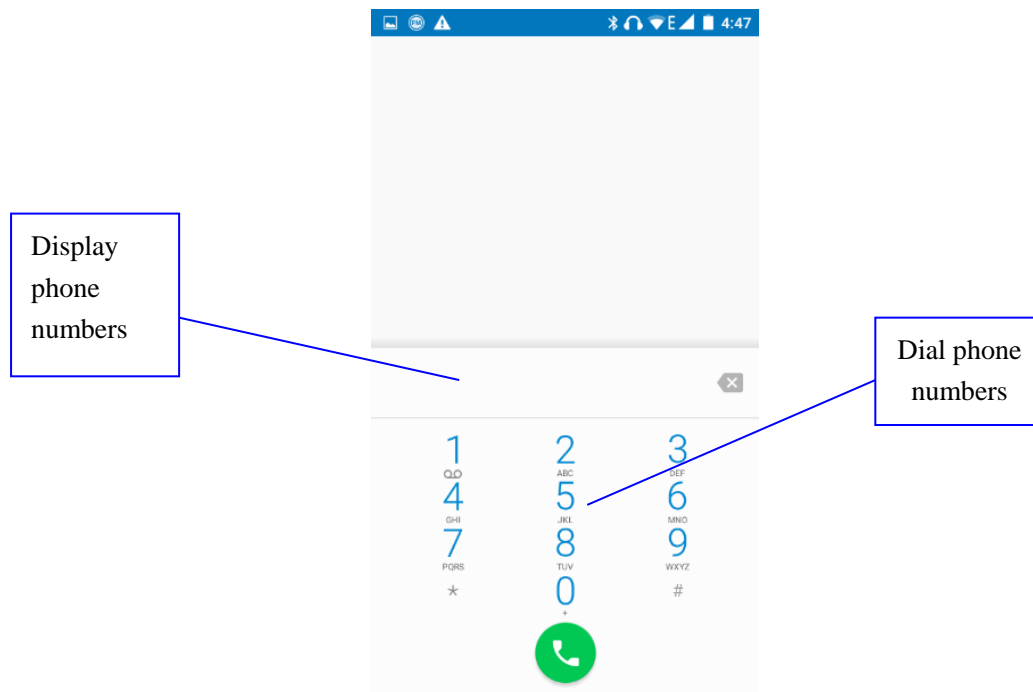 FM E 4:47
Display
phone
numbers
Dial phone
numbers
1 2 3
ABC DEF
4 5 6
GHI JKL MNO
7 8 9
PQRS TUV WXYZ
* 0 #
+